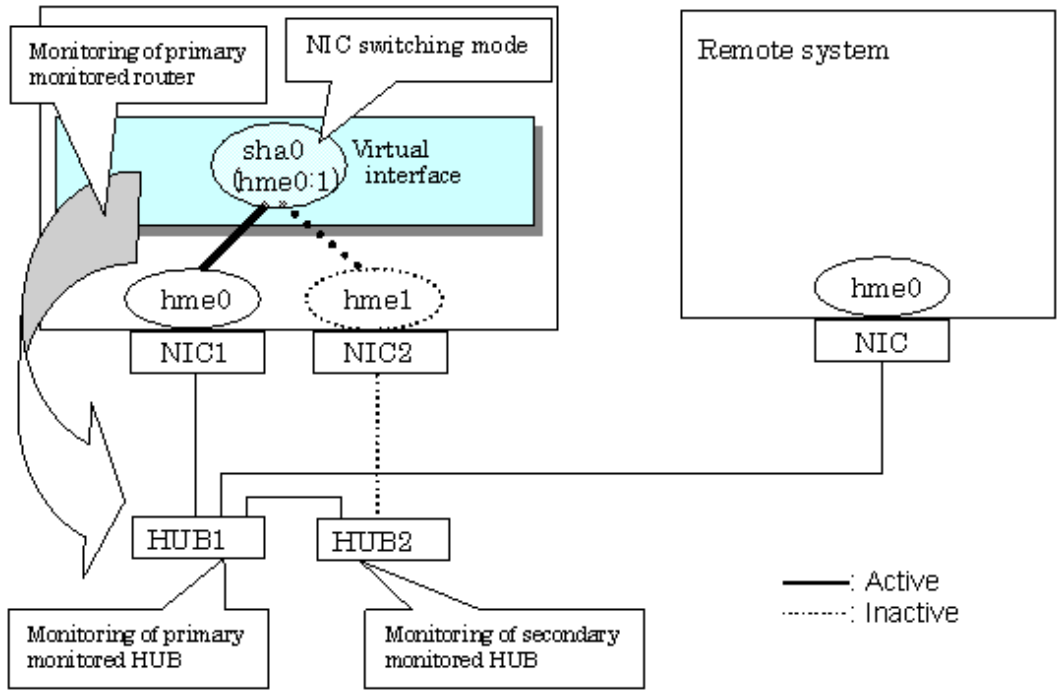 Monitoring of primary
monitored router
NIC switching mode
Remote system
sha0
(hme0:1)
Virtual
interface
hme0
hme1
hme0
NIC1
NIC2
NIC
HUB1
HUB2
: Active
: Inactive
Monitoring of primary
monitored HUB
Monitoring of secondary
monitored HUB